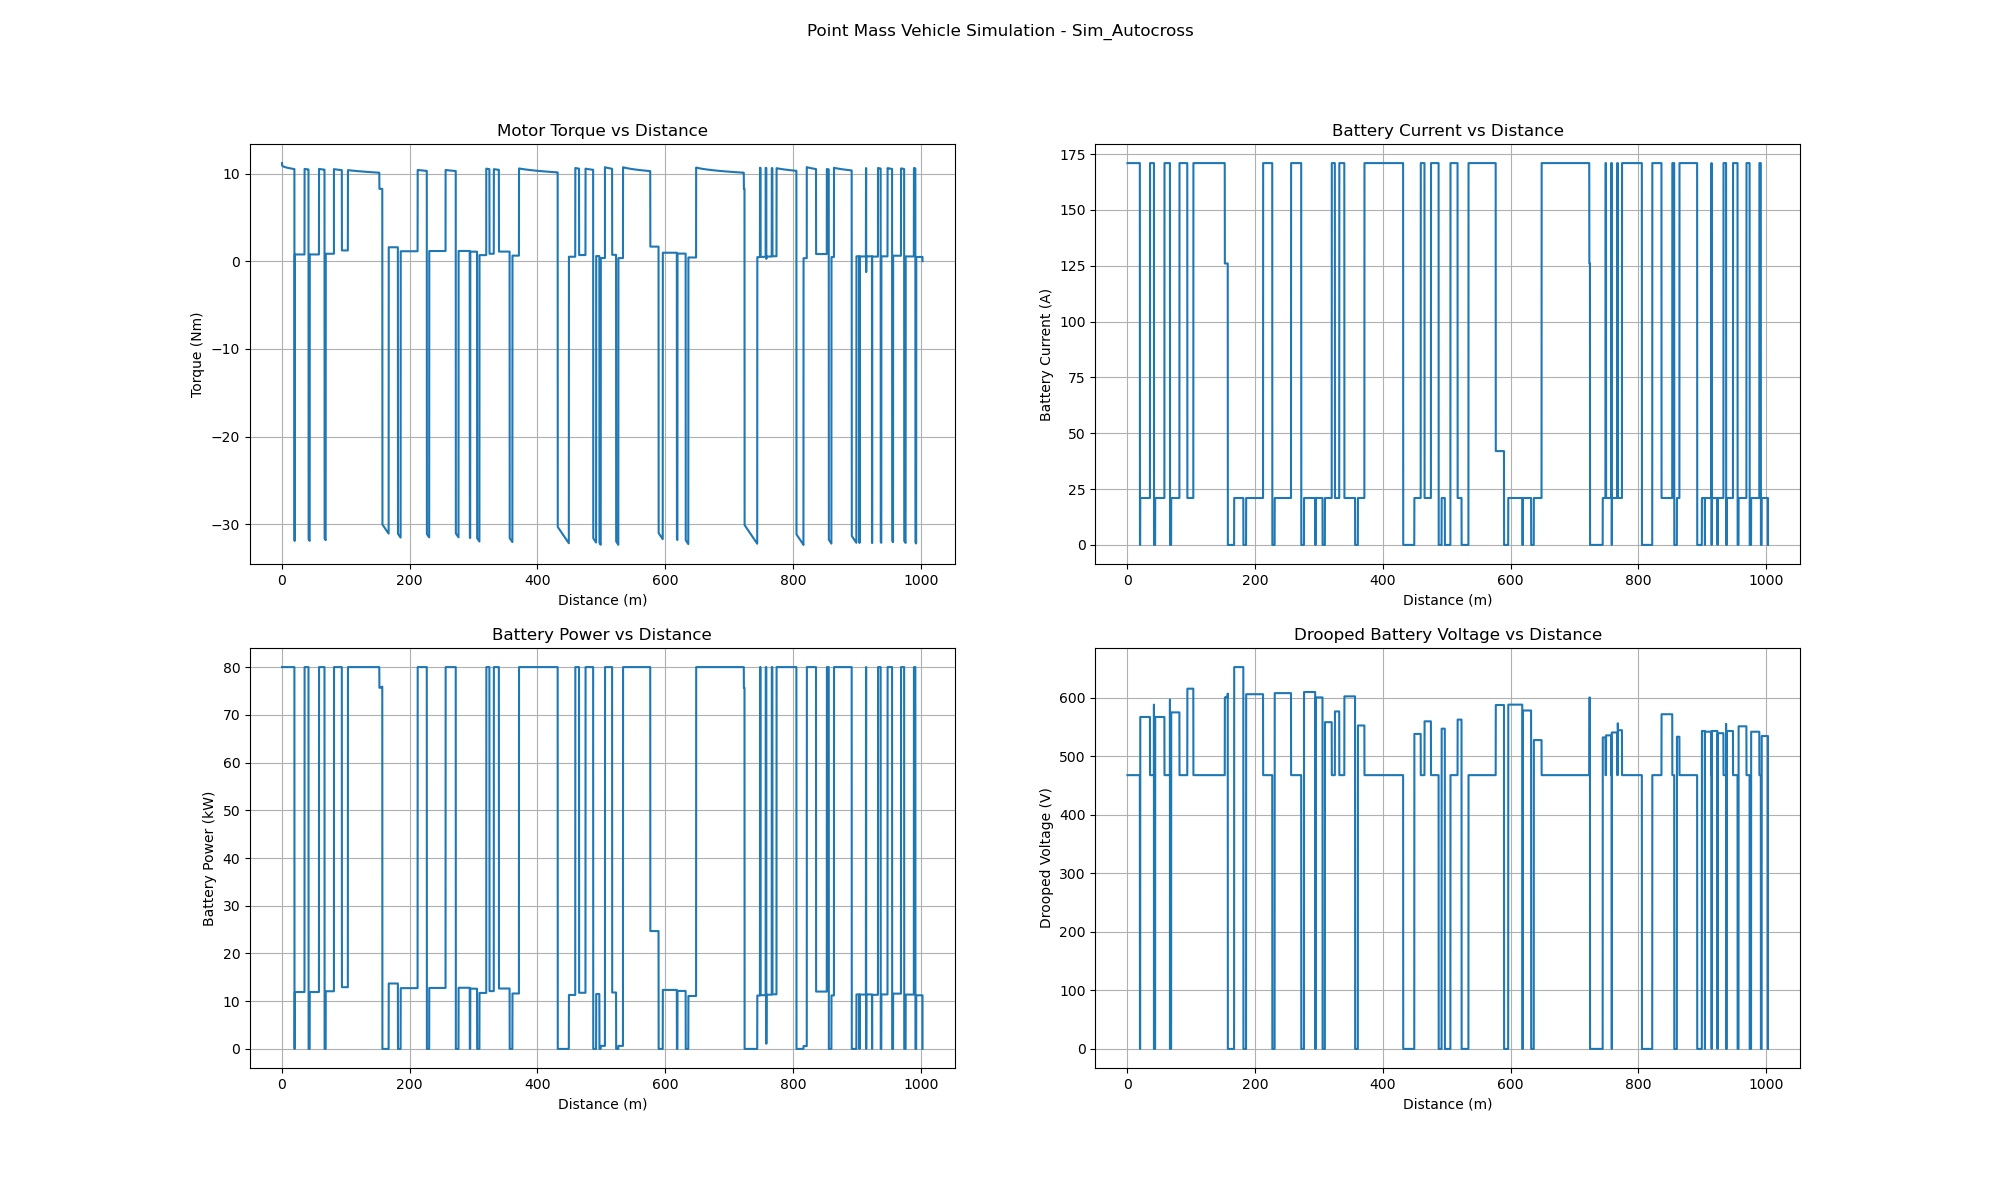 Point Mass Vehicle Simulation - Sim_Autocross
Motor Torque vs Distance
10
0
−10
−20
−30
Torque (Nm)
0 200 400 600 800 1000
Distance (m)
Battery Current vs Distance
175
150
125
100
75
50
25
0
Battery Current (A)
0 200 400 600 800 1000
Distance (m)
Battery Power vs Distance
80
70
60
50
40
30
20
10
0
Battery Power (kW)
0 200 400 600 800 1000
Distance (m)
Drooped Battery Voltage vs Distance
600
500
400
300
200
100
0
Drooped Voltage (V)
0 200 400 600 800 1000
Distance (m)